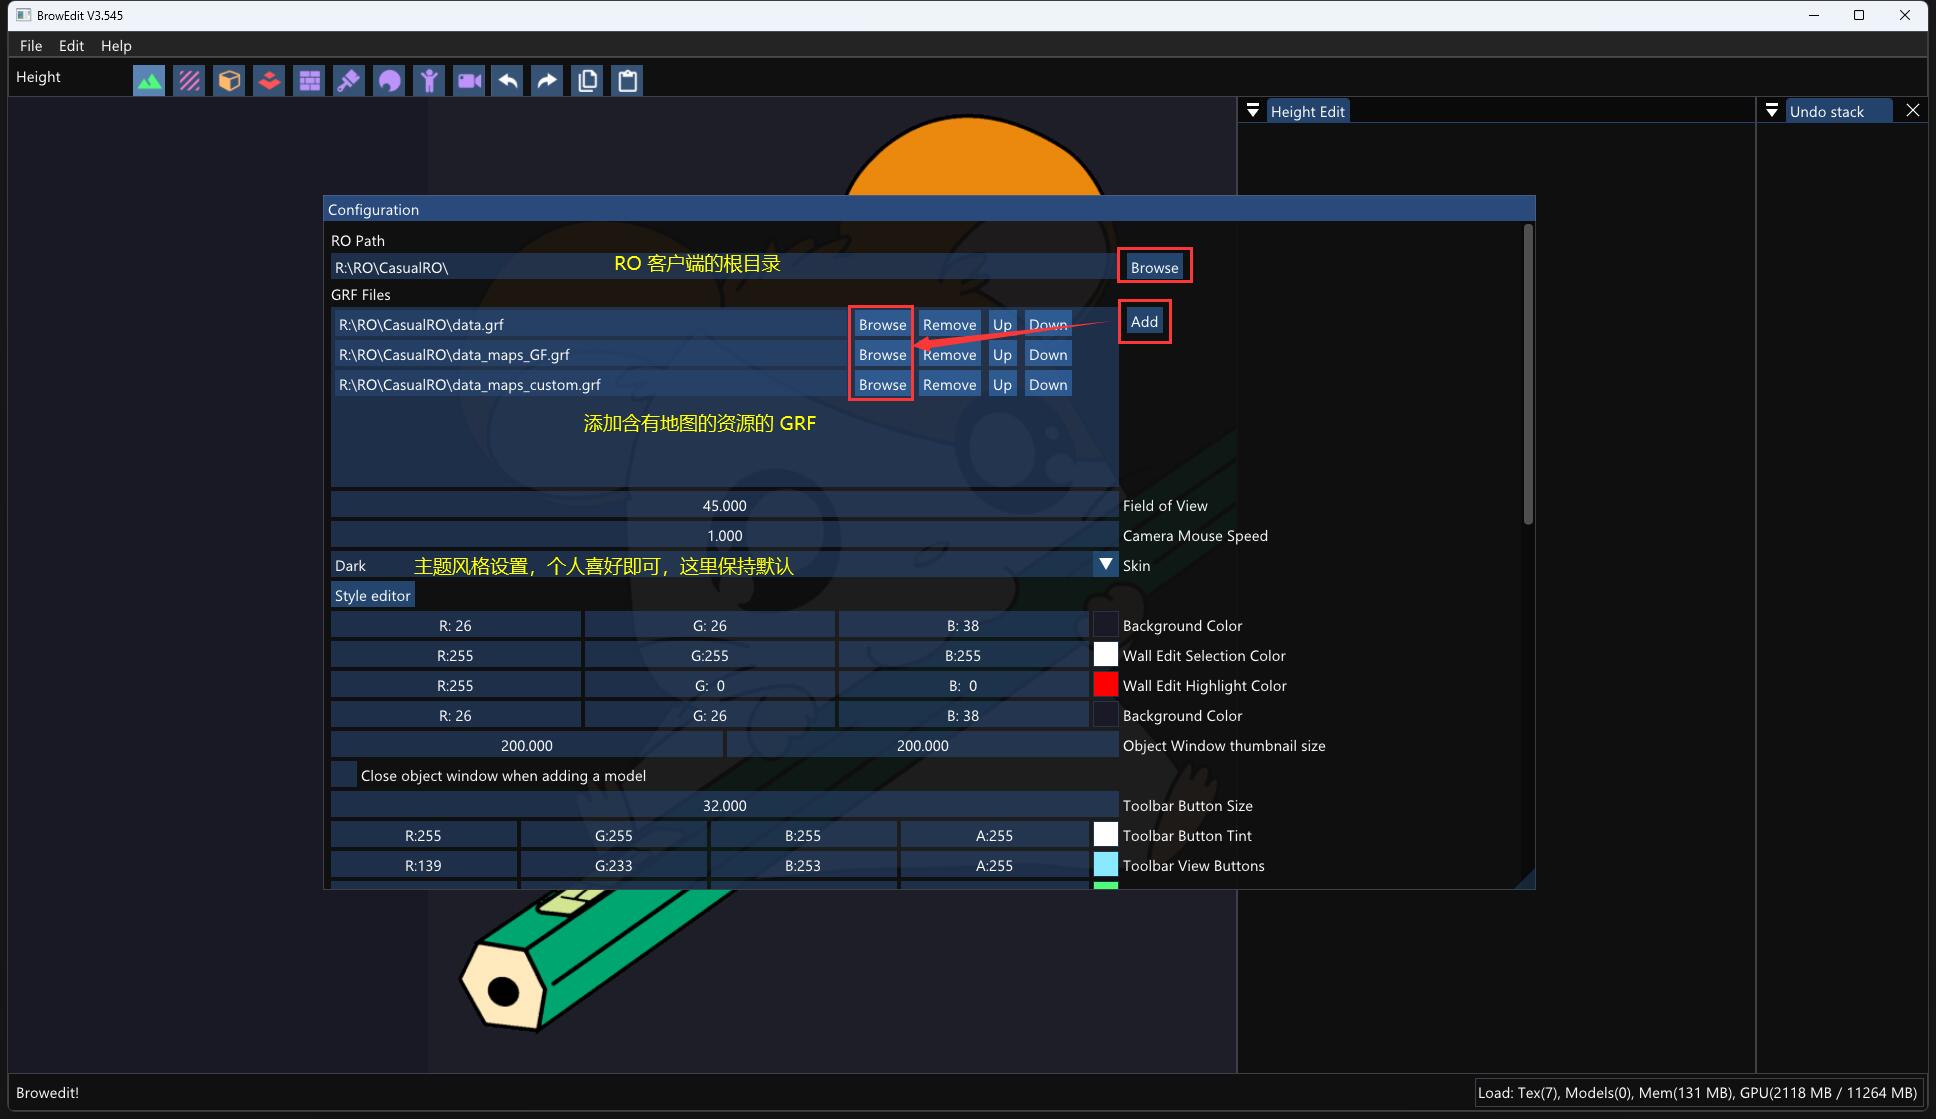 BrowEdit V3.545
File Edit Help
Height
Height Edit
Undo stack
Configuration
RO Path
R:\RO\CasualRO\ RO 客户端的根目录 Browse
GRF Files
R:\RO\CasualRO\data.grf Browse Remove Up Down Add
R:\RO\CasualRO\data_maps_GF.grf Browse Remove Up Down
R:\RO\CasualRO\data_maps_custom.grf Browse Remove Up Down
添加含有地图的资源的 GRF
45.000 Field of View
1.000 Camera Mouse Speed
Dark 主题风格设置，个人喜好即可，这里保持默认 Skin
Style editor
R: 26 G: 26 B: 38 Background Color
R:255 G:255 B:255 Wall Edit Selection Color
R:255 G: 0 B: 0 Wall Edit Highlight Color
R: 26 G: 26 B: 38 Background Color
200.000 200.000 Object Window thumbnail size
Close object window when adding a model
32.000 Toolbar Button Size
R:255 G:255 B:255 A:255 Toolbar Button Tint
R:139 G:233 B:253 A:255 Toolbar View Buttons
Browedit!
Load: Tex(7), Models(0), Mem(131 MB), GPU(2118 MB / 11264 MB)